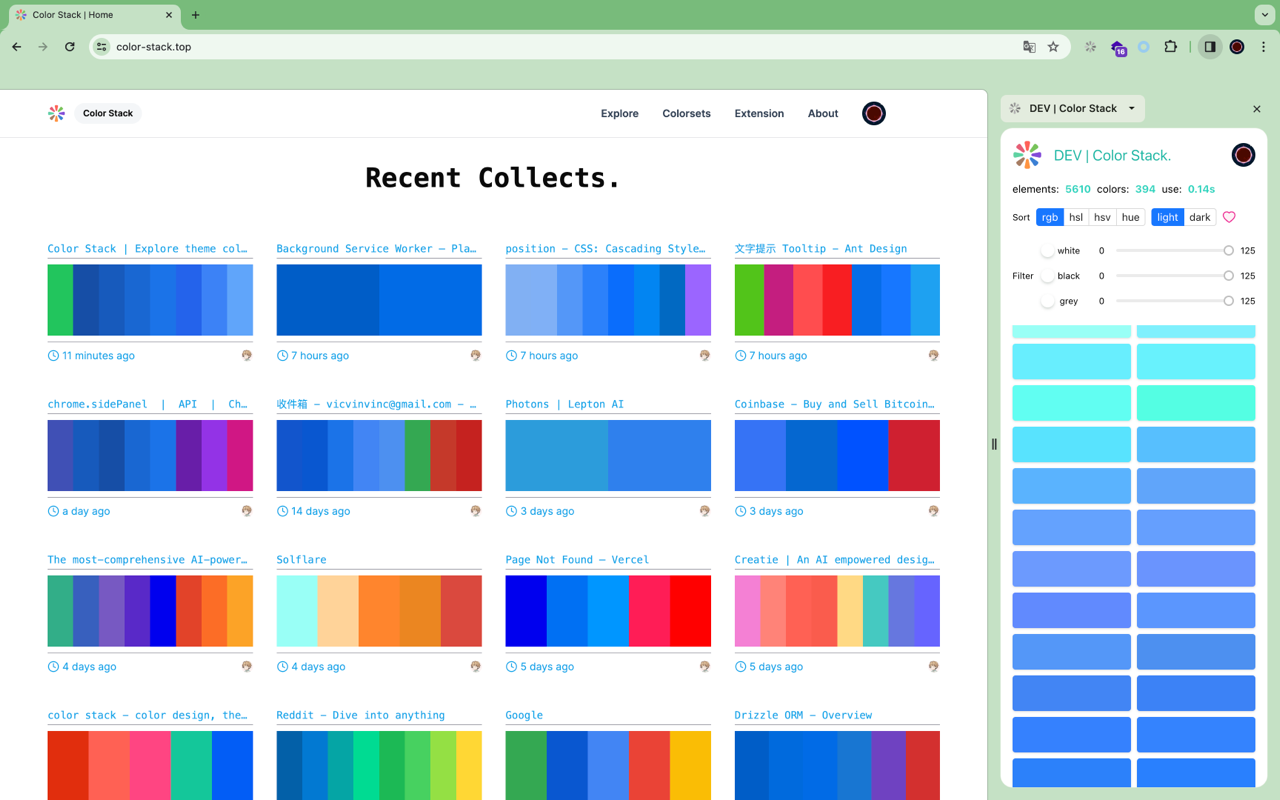 Color Stack | Home
color-stack.top
16
Color Stack
Explore
Colorsets
Extension
About
Recent Collects.
Color Stack | Explore theme col…
Background Service Worker – Pla…
position - CSS: Cascading Style…
文字提示 Tooltip - Ant Design
11 minutes ago
7 hours ago
7 hours ago
7 hours ago
chrome.sidePanel | API | Ch…
收件箱 - vicvinvinc@gmail.com - …
Photons | Lepton AI
Coinbase - Buy and Sell Bitcoin…
a day ago
14 days ago
3 days ago
3 days ago
The most-comprehensive AI-power…
Solflare
Page Not Found – Vercel
Creatie | An AI empowered desig…
4 days ago
4 days ago
5 days ago
5 days ago
color stack - color design, the…
Reddit - Dive into anything
Google
Drizzle ORM - Overview
DEV | Color Stack
DEV | Color Stack.
elements: 5610 colors: 394 use: 0.14s
Sort rgb hsl hsv hue light dark
white 0 125
Filter black 0 125
grey 0 125